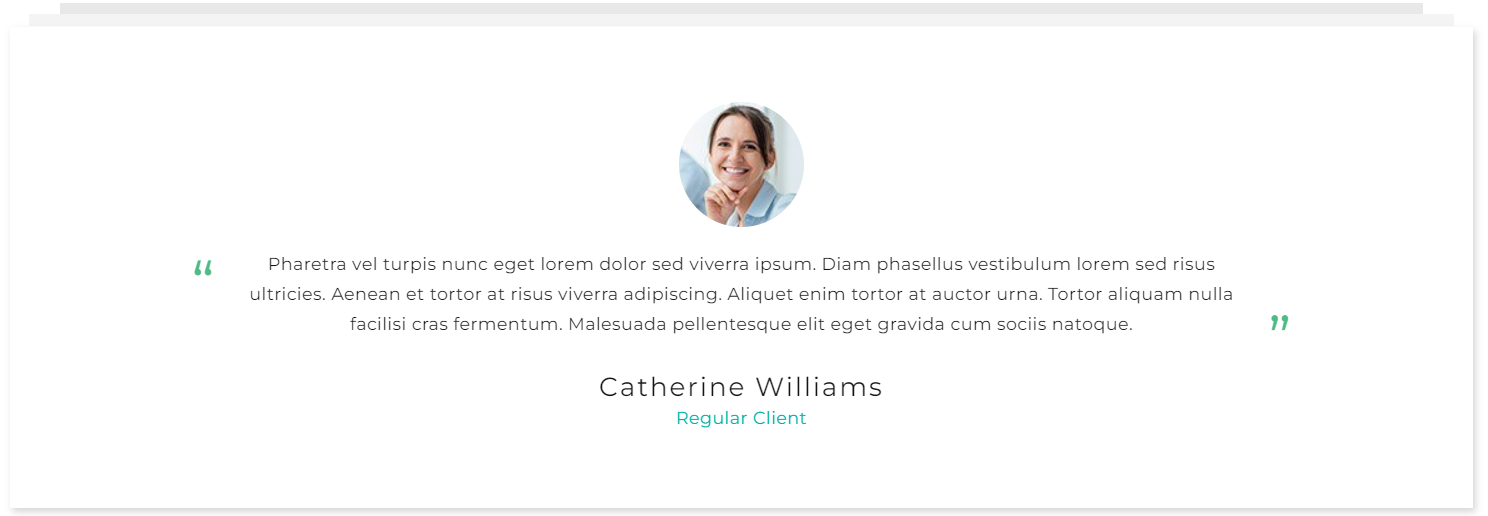 “ Pharetra vel turpis nunc eget lorem dolor sed viverra ipsum. Diam phasellus vestibulum lorem sed risus
ultricies. Aenean et tortor at risus viverra adipiscing. Aliquet enim tortor at auctor urna. Tortor aliquam nulla
facilisi cras fermentum. Malesuada pellentesque elit eget gravida cum sociis natoque. ”
Catherine Williams
Regular Client